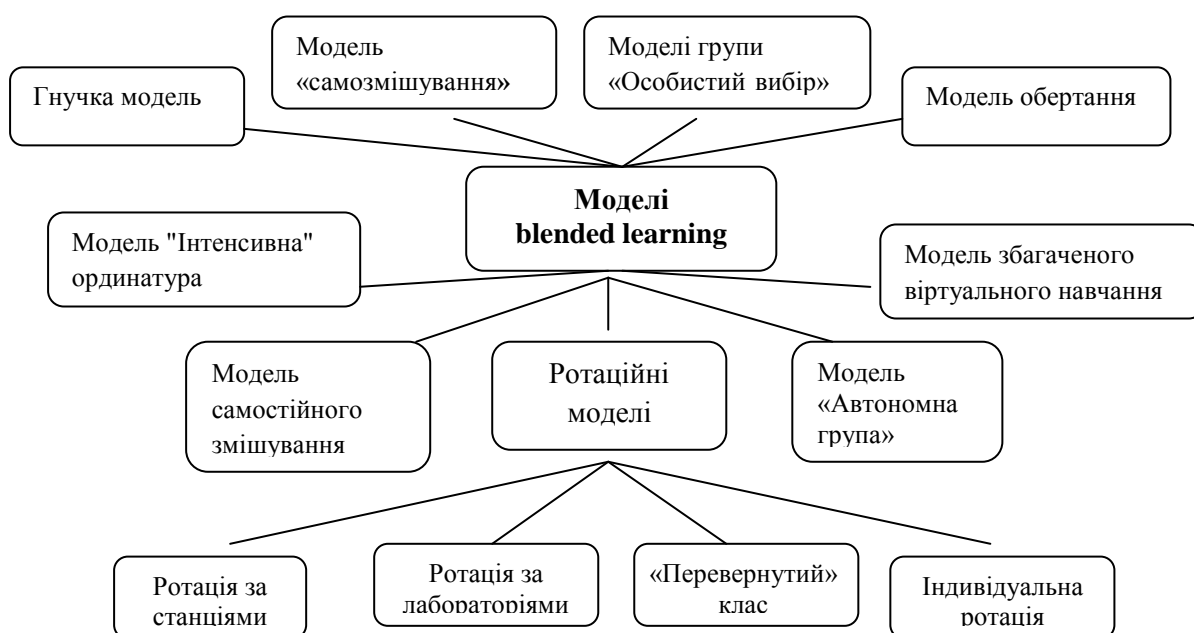 Гнучка модель
Модель
«самозмішування»
Моделі групи
«Особистий вибір»
Модель обертання
Моделі
blended learning
Модель "Інтенсивна"
ординатура
Модель збагаченого
віртуального навчання
Модель
самостійного
змішування
Ротаційні
моделі
Модель
«Автономна
група»
Ротація за
станціями
Ротація за
лабораторіями
«Перевернутий»
клас
Індивідуальна
ротація